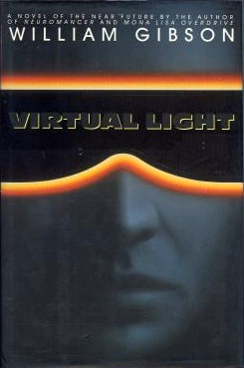 A NOVEL OF THE NEAR FUTURE BY THE AUTHOR
OF NEUROMANCER AND MONA LISA OVERDRIVE
WILLIAM GIBSON
VIRTUAL LIGHT